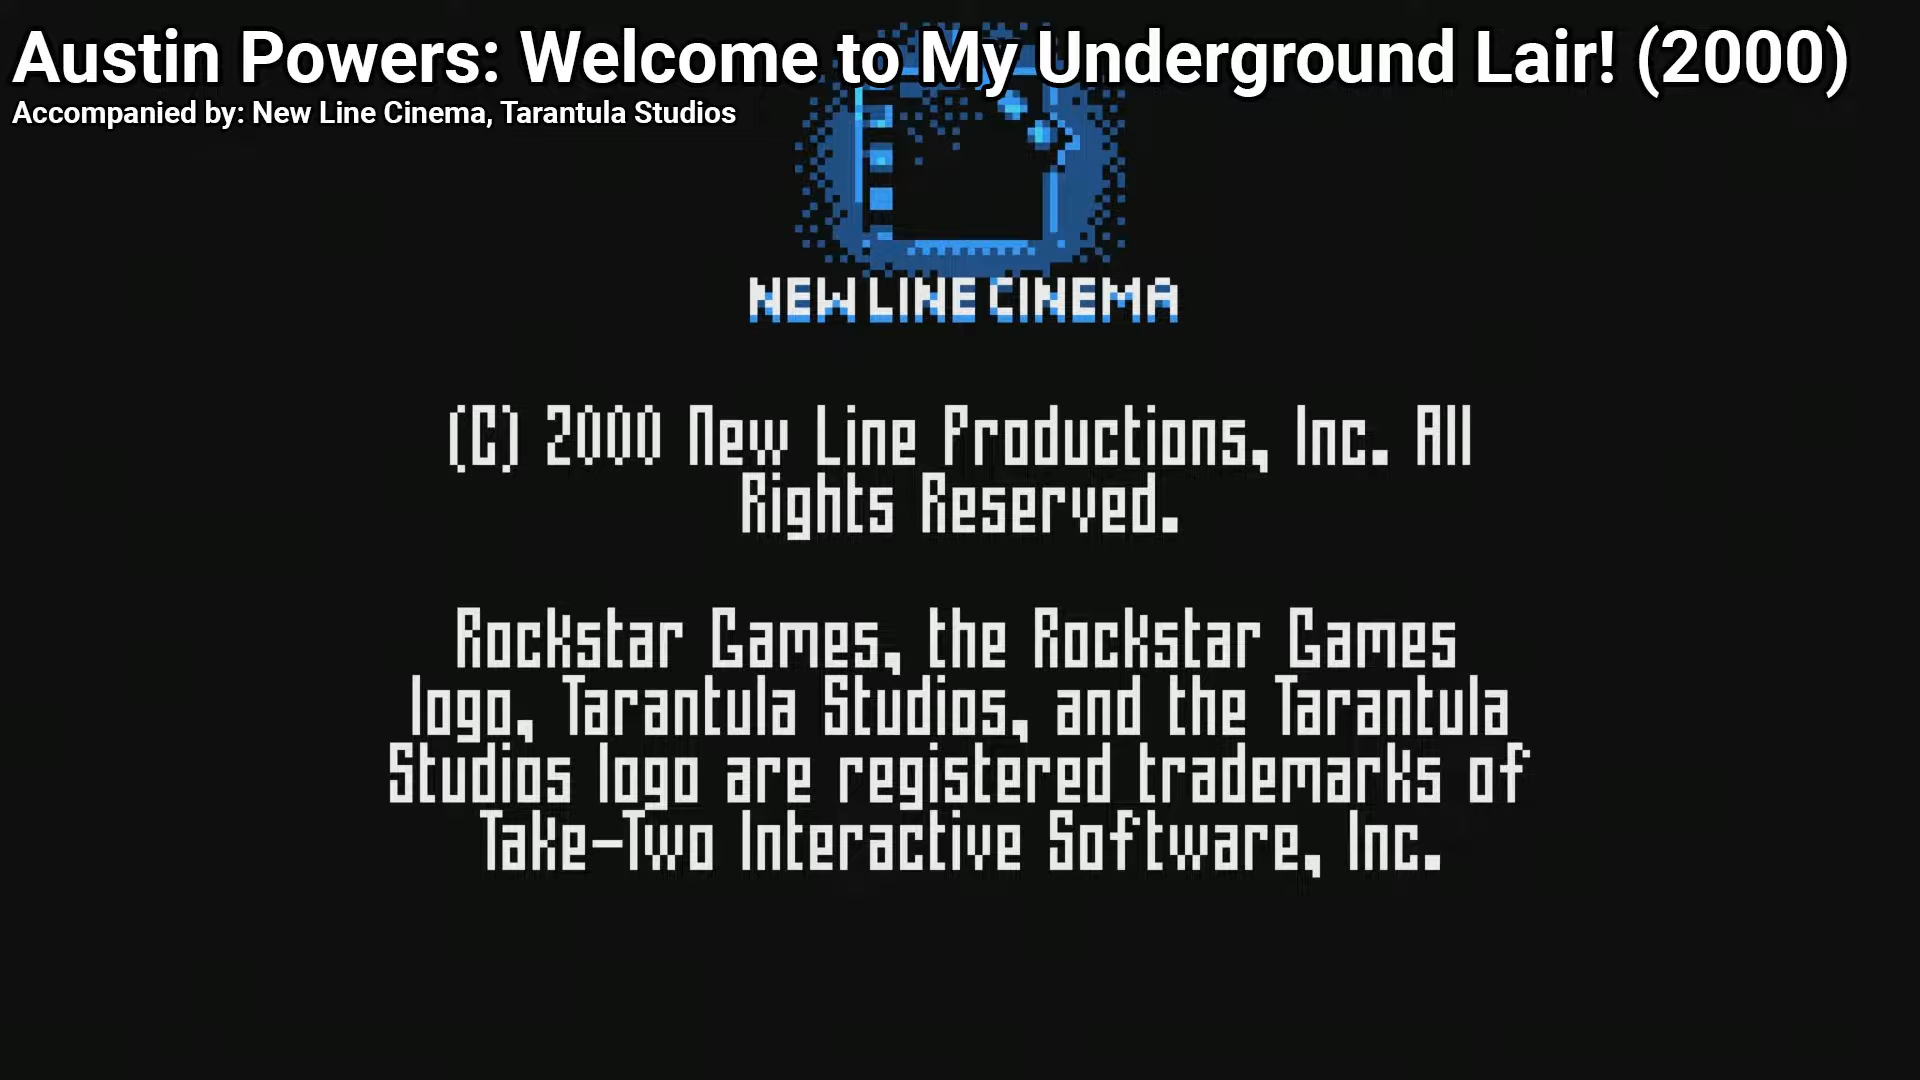 Austin Powers: Welcome to My Underground Lair! (2000)
Accompanied by: New Line Cinema, Tarantula Studios
NEW LINE CINEMA
(C) 2000 New Line Productions, Inc. All
Rights Reserved.
Rockstar Games, the Rockstar Games
logo, Tarantula Studios, and the Tarantula
Studios logo are registered trademarks of
Take-Two Interactive Software, Inc.